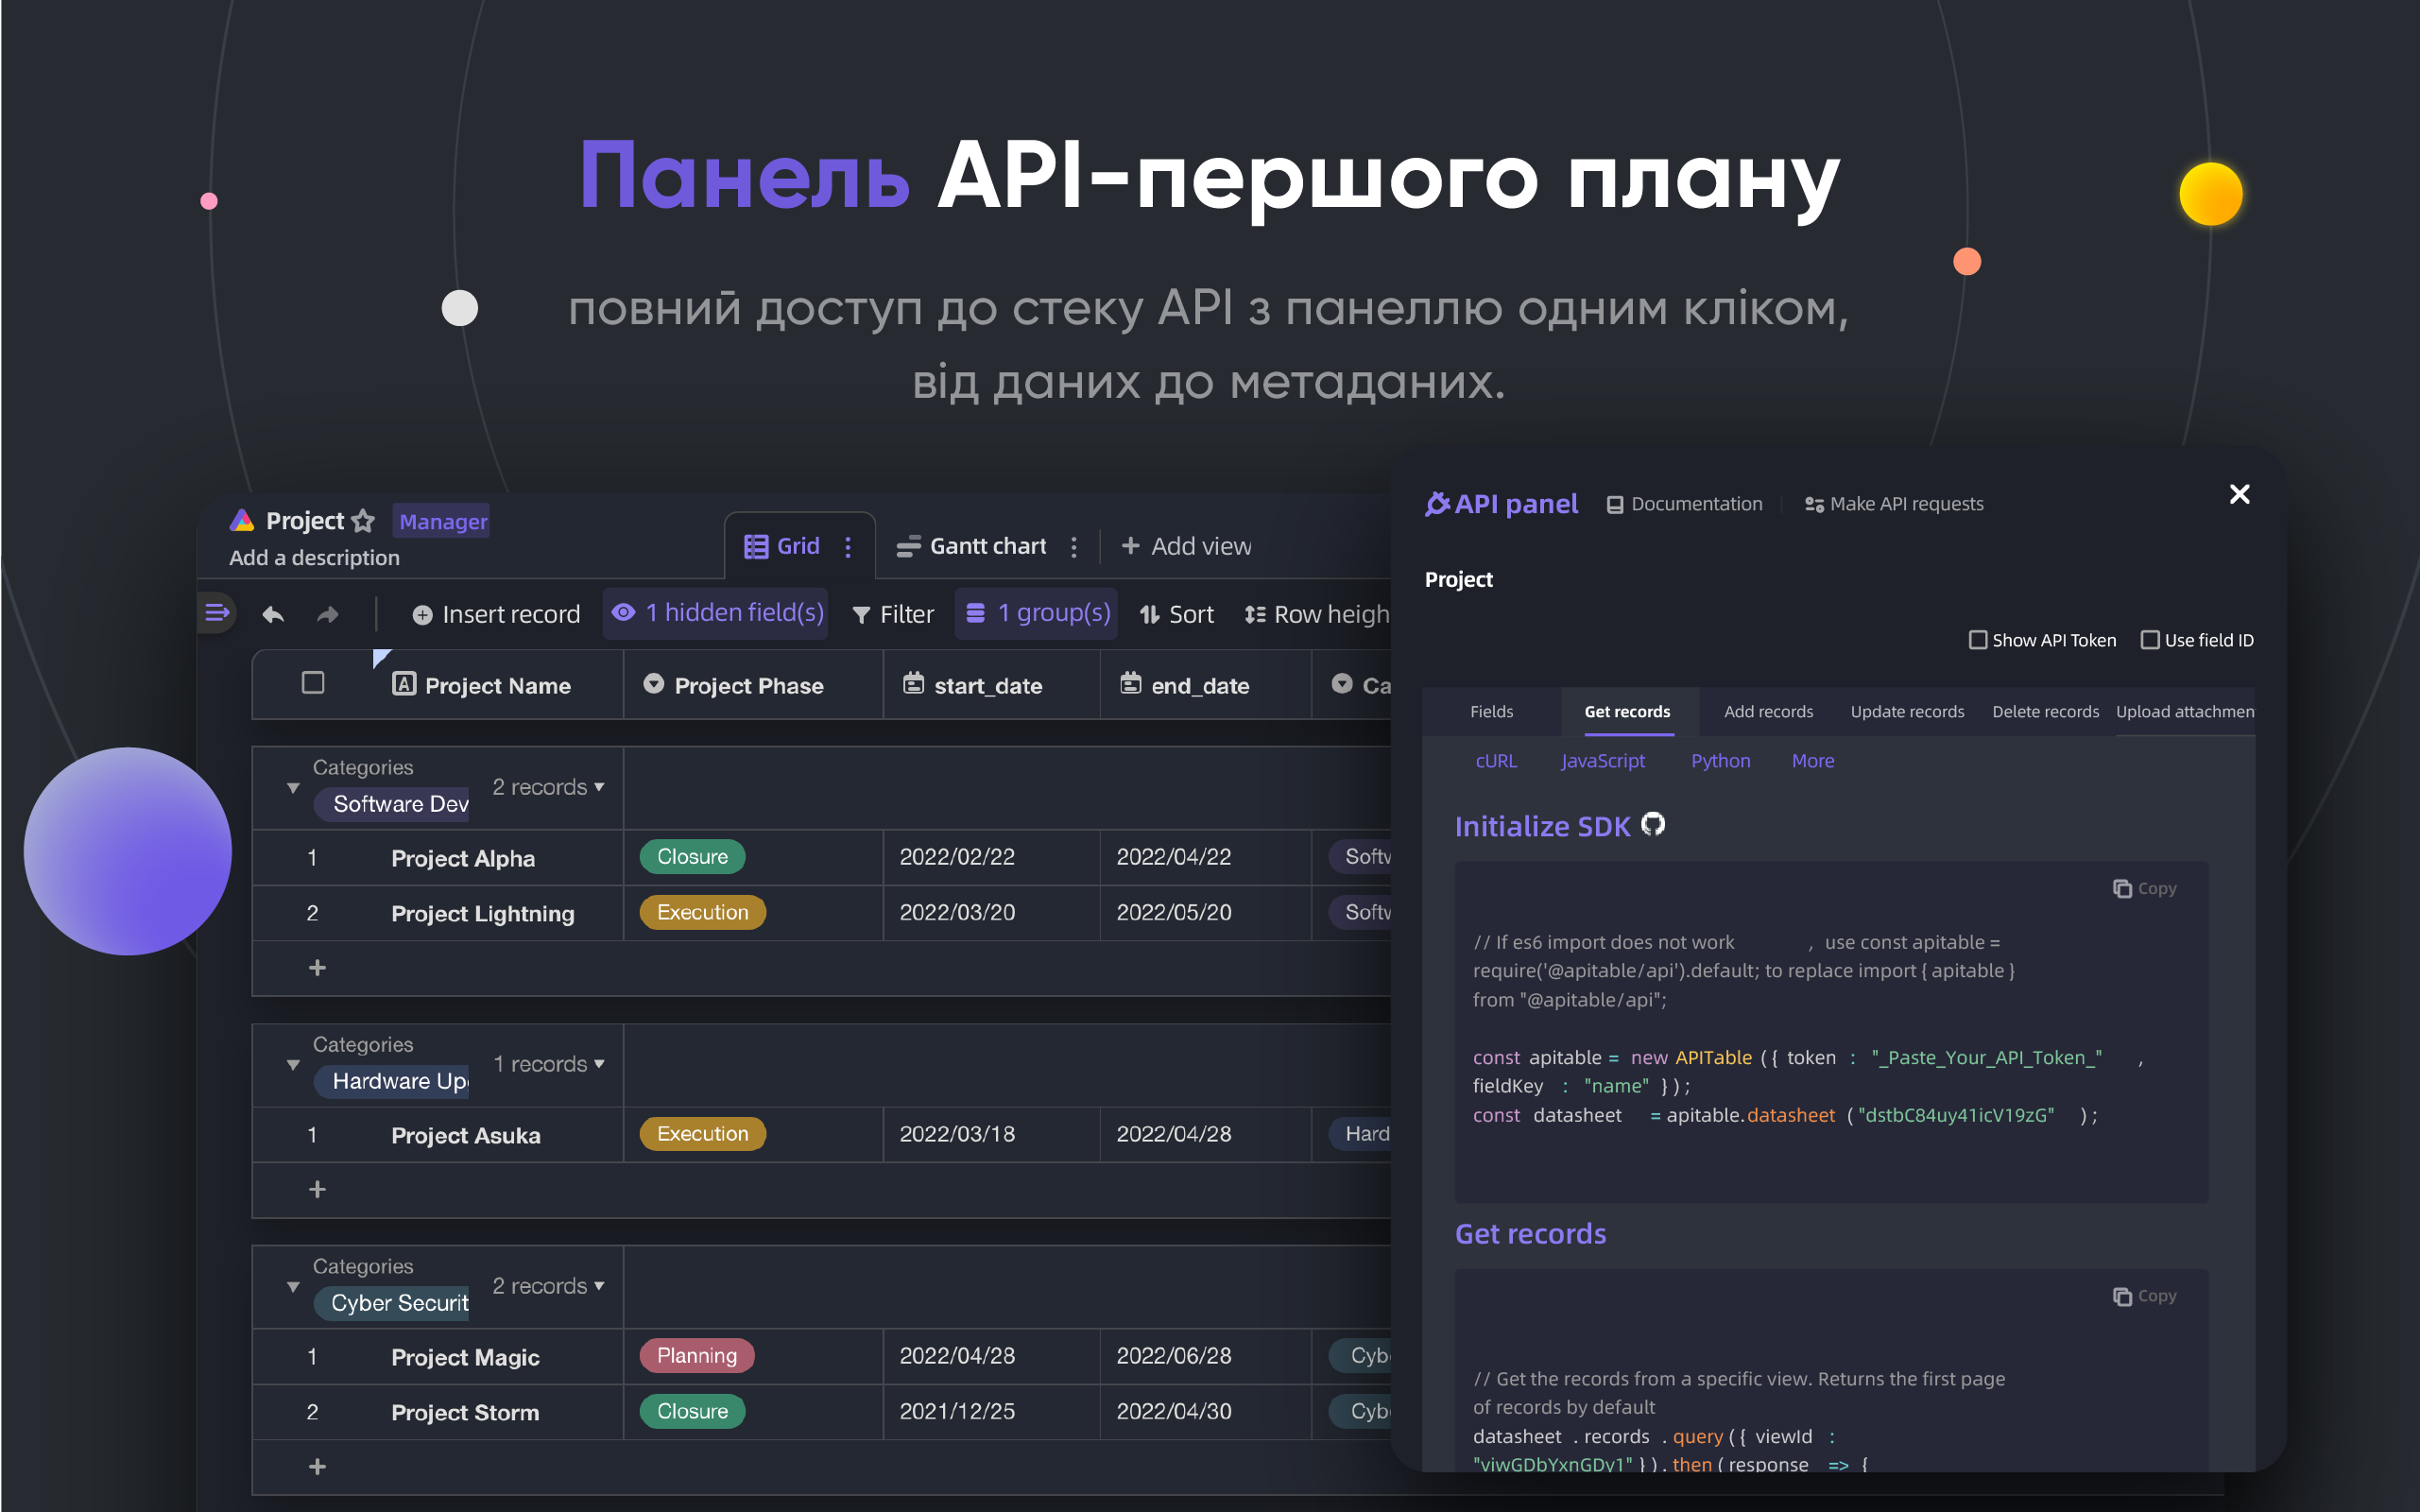 Панель API-першого плану
повний доступ до стеку API з панеллю одним кліком,
від даних до метаданих.
Project Manager
Add a description
Grid Gantt chart Add view
Insert record 1 hidden field(s) Filter 1 group(s) Sort Row heigh
Project Name Project Phase start_date end_date Ca
Categories
Software Dev 2 records
1 Project Alpha Closure 2022/02/22 2022/04/22 Softw
2 Project Lightning Execution 2022/03/20 2022/05/20 Softw
Categories
Hardware Up 1 records
1 Project Asuka Execution 2022/03/18 2022/04/28 Hard
Categories
Cyber Securit 2 records
1 Project Magic Planning 2022/04/28 2022/06/28 Cybe
2 Project Storm Closure 2021/12/25 2022/04/30 Cybe
API panel Documentation Make API requests
Project
Show API Token Use field ID
Fields Get records Add records Update records Delete records Upload attachmen
cURL JavaScript Python More
Initialize SDK
Copy
// If es6 import does not work , use const apitable =
require('@apitable/api').default; to replace import { apitable }
from "@apitable/api";
const apitable = new APITable ({ token : "_Paste_Your_API_Token_" ,
fieldKey : "name" });
const datasheet = apitable.datasheet ("dstbC84uy41icV19zG" );
Get records
Copy
// Get the records from a specific view. Returns the first page
of records by default
datasheet . records . query ({ viewId :
"viwGDbYxnGDy1" }) . then ( response => {